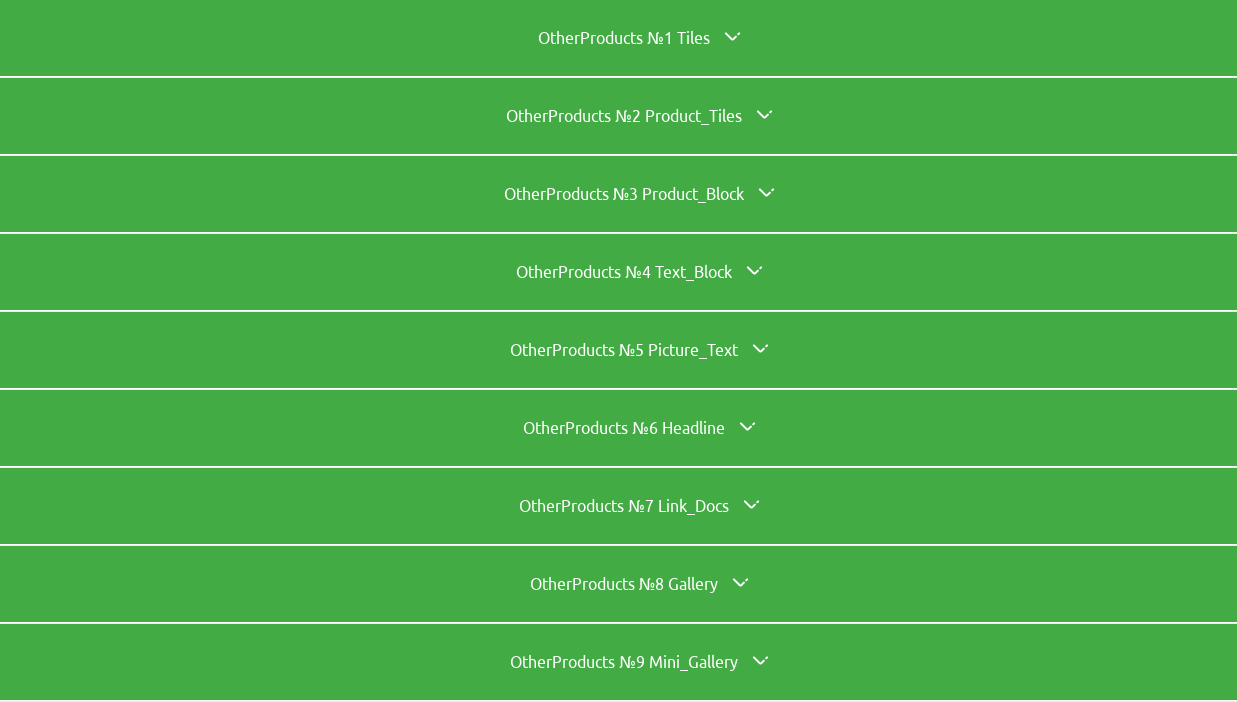 OtherProducts №1 Tiles
OtherProducts №2 Product_Tiles
OtherProducts №3 Product_Block
OtherProducts №4 Text_Block
OtherProducts №5 Picture_Text
OtherProducts №6 Headline
OtherProducts №7 Link_Docs
OtherProducts №8 Gallery
OtherProducts №9 Mini_Gallery